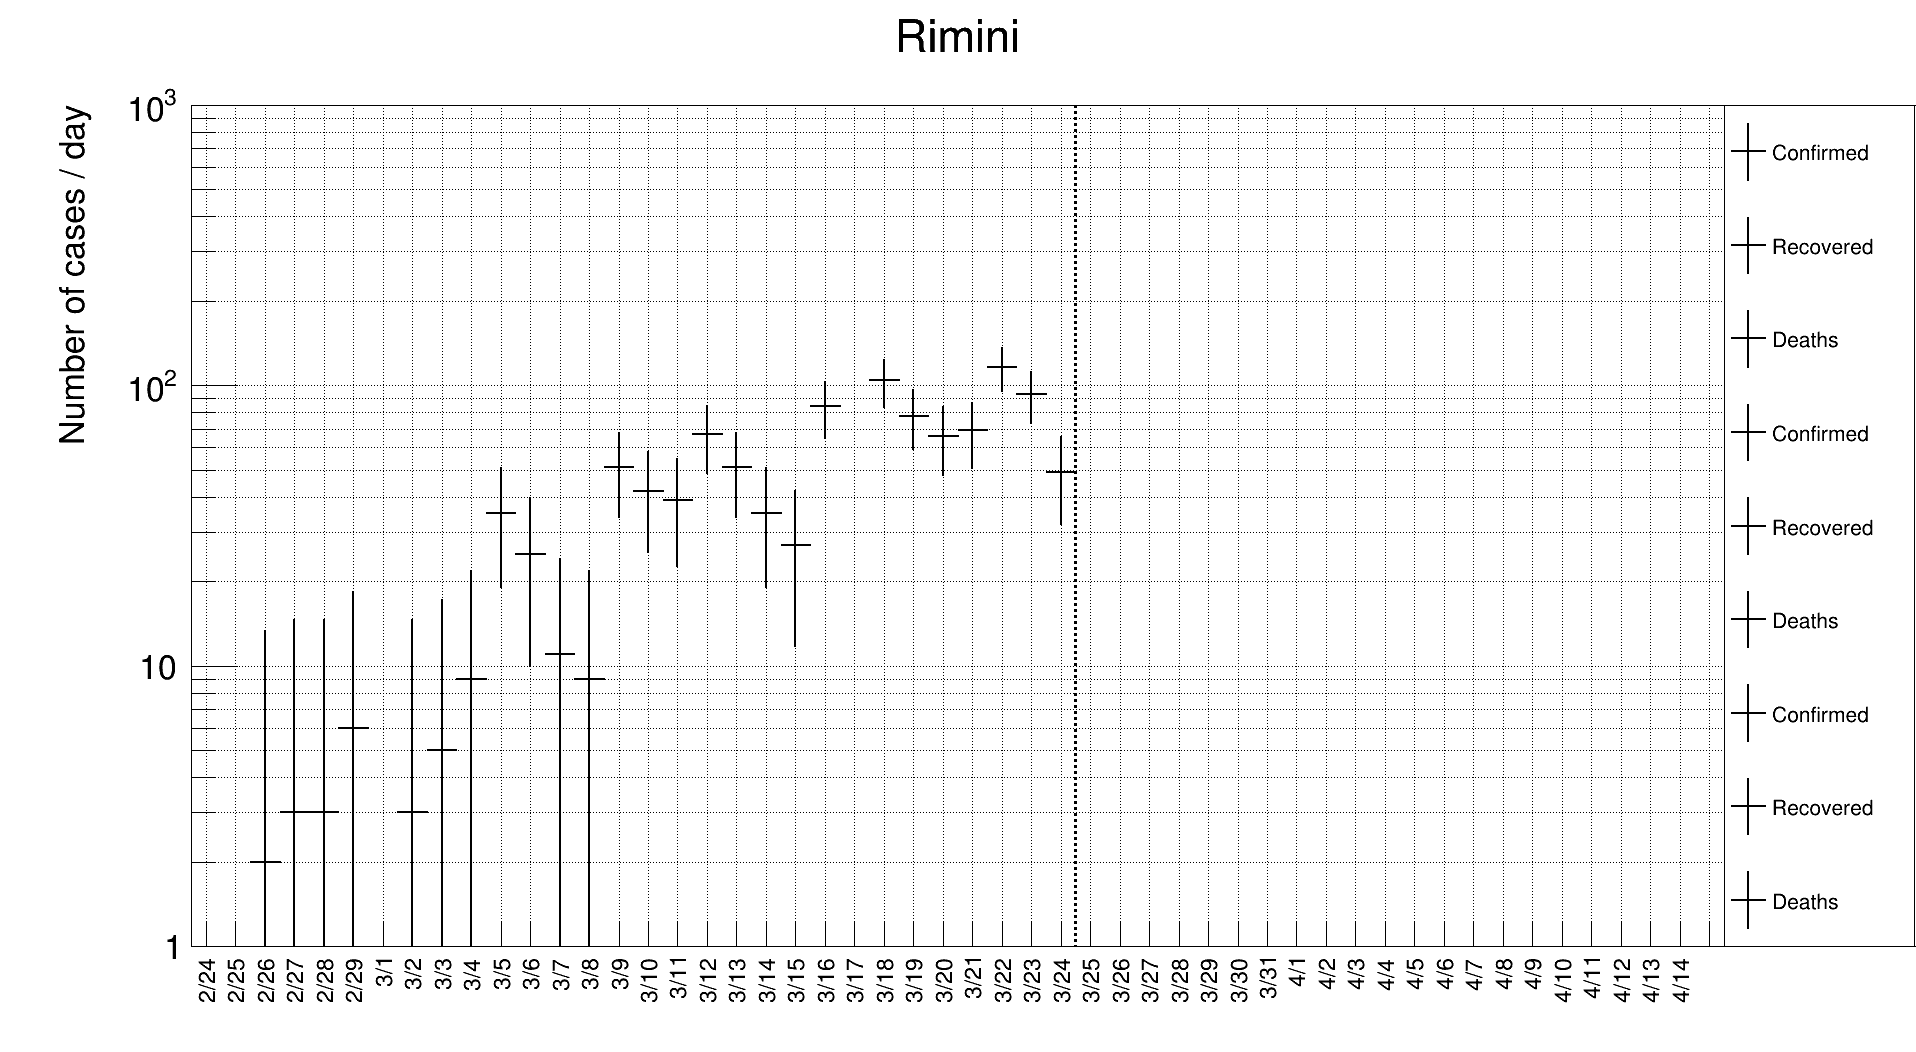 Rimini
Number of cases / day
10^3
10^2
10
1
2/24 2/25 2/26 2/27 2/28 2/29 3/1 3/2 3/3 3/4 3/5 3/6 3/7 3/8 3/9 3/10 3/11 3/12 3/13 3/14 3/15 3/16 3/17 3/18 3/19 3/20 3/21 3/22 3/23 3/24 3/25 3/26 3/27 3/28 3/29 3/30 3/31 4/1 4/2 4/3 4/4 4/5 4/6 4/7 4/8 4/9 4/10 4/11 4/12 4/13 4/14
Confirmed
Recovered
Deaths
Confirmed
Recovered
Deaths
Confirmed
Recovered
Deaths